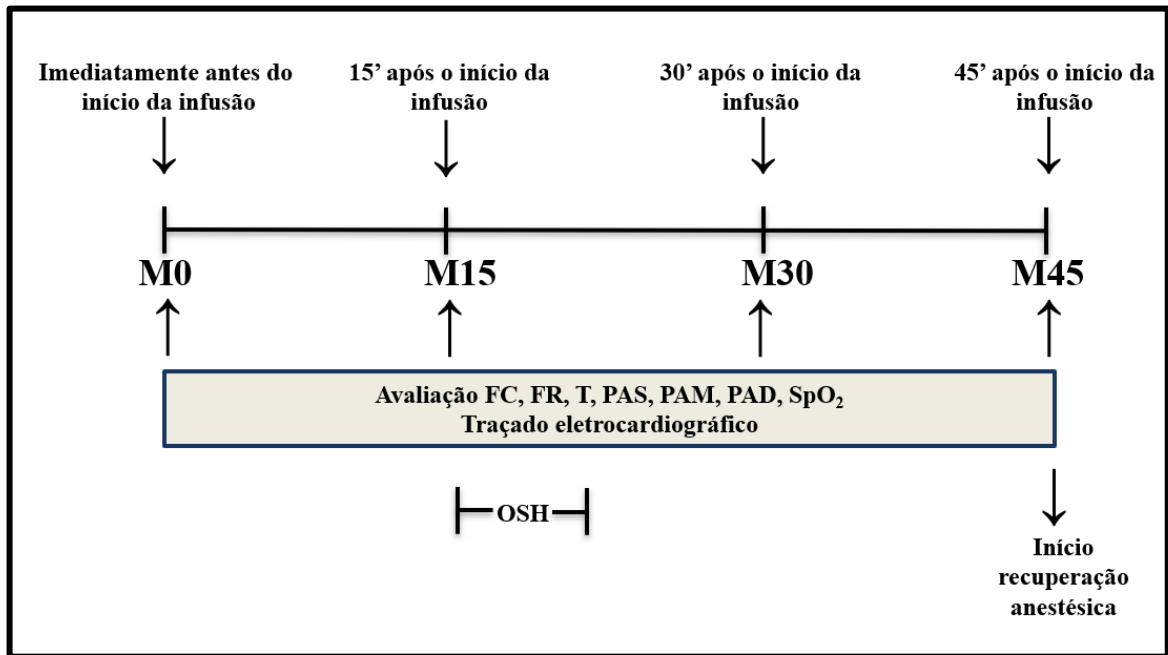 Imediatamente antes do
início da infusão
15’ após o início da
infusão
30’ após o início da
infusão
45’ após o início da
infusão
M0
M15
M30
M45
Avaliação FC, FR, T, PAS, PAM, PAD, SpO₂
Traçado eletrocardiográfico
OSH
Início
recuperação
anestésica